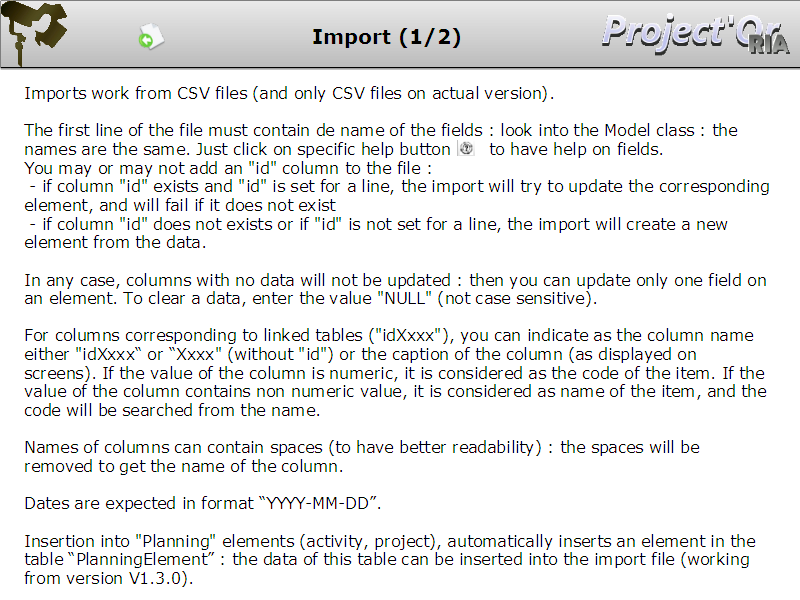 Import (1/2)
Project'Or
RIA
Imports work from CSV files (and only CSV files on actual version).
The first line of the file must contain de name of the fields : look into the Model class : the
names are the same. Just click on specific help button to have help on fields.
You may or may not add an "id" column to the file :
- if column "id" exists and "id" is set for a line, the import will try to update the corresponding
element, and will fail if it does not exist
- if column "id" does not exists or if "id" is not set for a line, the import will create a new
element from the data.
In any case, columns with no data will not be updated : then you can update only one field on
an element. To clear a data, enter the value "NULL" (not case sensitive).
For columns corresponding to linked tables ("idXxxx"), you can indicate as the column name
either "idXxxx“ or “Xxxx" (without "id") or the caption of the column (as displayed on
screens). If the value of the column is numeric, it is considered as the code of the item. If the
value of the column contains non numeric value, it is considered as name of the item, and the
code will be searched from the name.
Names of columns can contain spaces (to have better readability) : the spaces will be
removed to get the name of the column.
Dates are expected in format “YYYY-MM-DD”.
Insertion into "Planning" elements (activity, project), automatically inserts an element in the
table “PlanningElement” : the data of this table can be inserted into the import file (working
from version V1.3.0).